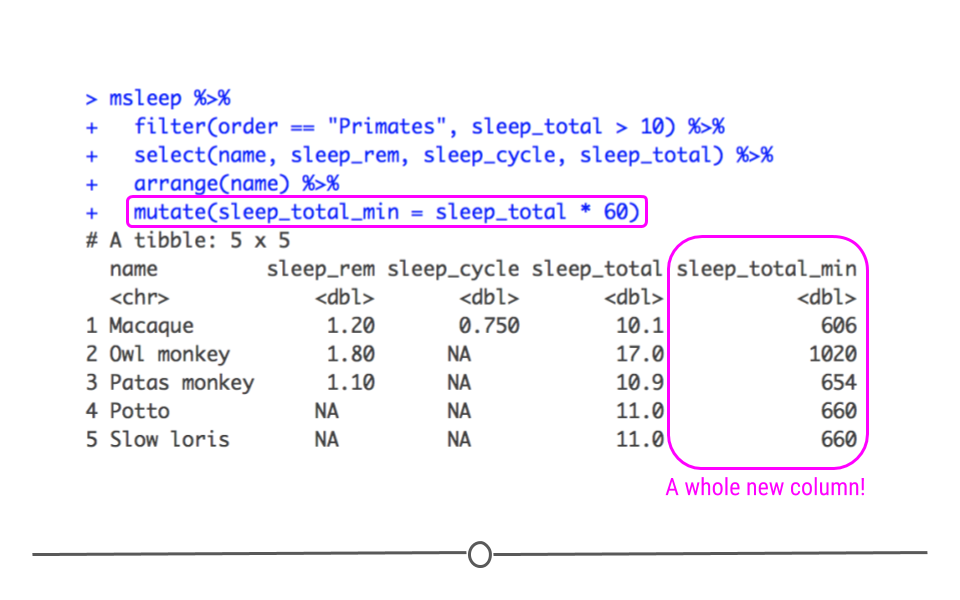 > msleep %>%
+   filter(order == "Primates", sleep_total > 10) %>%
+   select(name, sleep_rem, sleep_cycle, sleep_total) %>%
+   arrange(name) %>%
+   mutate(sleep_total_min = sleep_total * 60)
# A tibble: 5 x 5
  name         sleep_rem sleep_cycle sleep_total sleep_total_min
  <chr>            <dbl>       <dbl>       <dbl>           <dbl>
1 Macaque           1.20       0.750        10.1             606
2 Owl monkey        1.80      NA            17.0            1020
3 Patas monkey      1.10      NA            10.9             654
4 Potto            NA         NA            11.0             660
5 Slow loris       NA         NA            11.0             660
A whole new column!